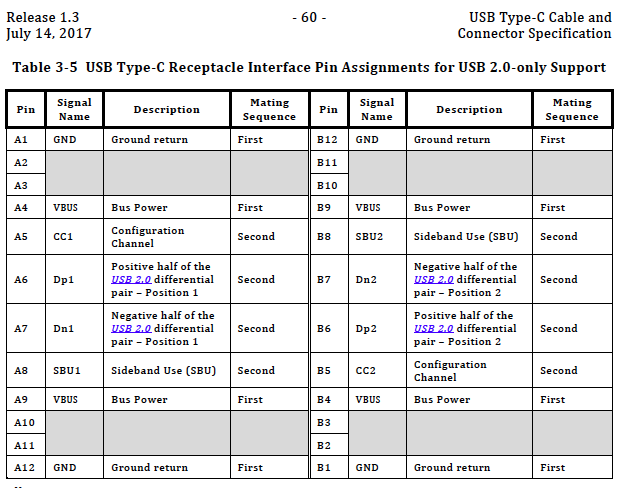 Release 1.3 - 60 - USB Type-C Cable and
July 14, 2017 Connector Specification
Table 3-5 USB Type-C Receptacle Interface Pin Assignments for USB 2.0-only Support
Pin Signal Name Description Mating Sequence Pin Signal Name Description Mating Sequence
A1 GND Ground return First B12 GND Ground return First
A2 B11
A3 B10
A4 VBUS Bus Power First B9 VBUS Bus Power First
A5 CC1 Configuration Channel Second B8 SBU2 Sideband Use (SBU) Second
A6 Dp1 Positive half of the USB 2.0 differential pair – Position 1 Second B7 Dn2 Negative half of the USB 2.0 differential pair – Position 2 Second
A7 Dn1 Negative half of the USB 2.0 differential pair – Position 1 Second B6 Dp2 Positive half of the USB 2.0 differential pair – Position 2 Second
A8 SBU1 Sideband Use (SBU) Second B5 CC2 Configuration Channel Second
A9 VBUS Bus Power First B4 VBUS Bus Power First
A10 B3
A11 B2
A12 GND Ground return First B1 GND Ground return First